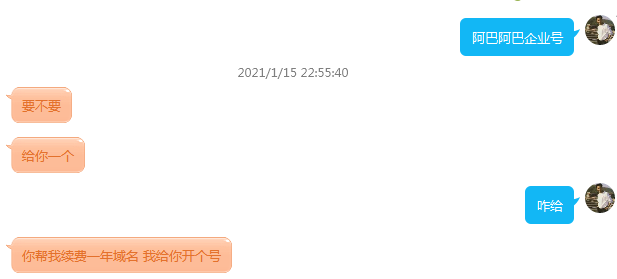 阿巴阿巴企业号
2021/1/15 22:55:40
要不要
给你一个
咋给
你帮我续费一年域名 我给你开个号